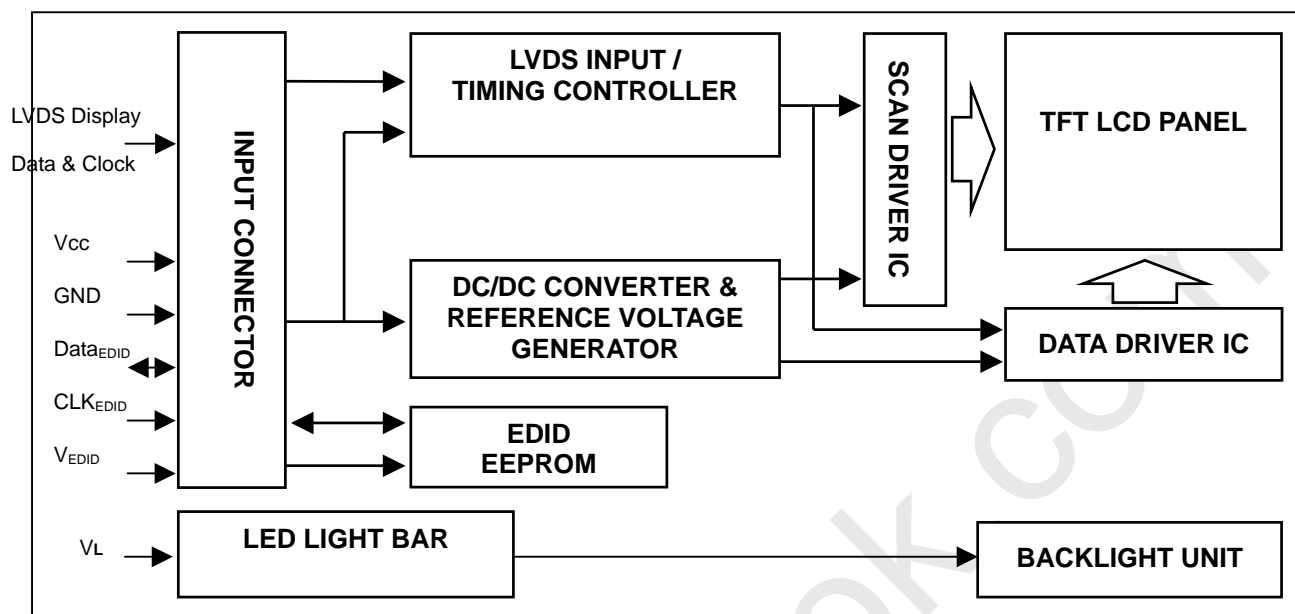 LVDS Display
Data & Clock
Vcc
GND
DataEDID
CLKEDID
VEDID
VL
INPUT CONNECTOR
LVDS INPUT /
TIMING CONTROLLER
DC/DC CONVERTER &
REFERENCE VOLTAGE
GENERATOR
EDID
EEPROM
SCAN DRIVER IC
TFT LCD PANEL
DATA DRIVER IC
LED LIGHT BAR
BACKLIGHT UNIT